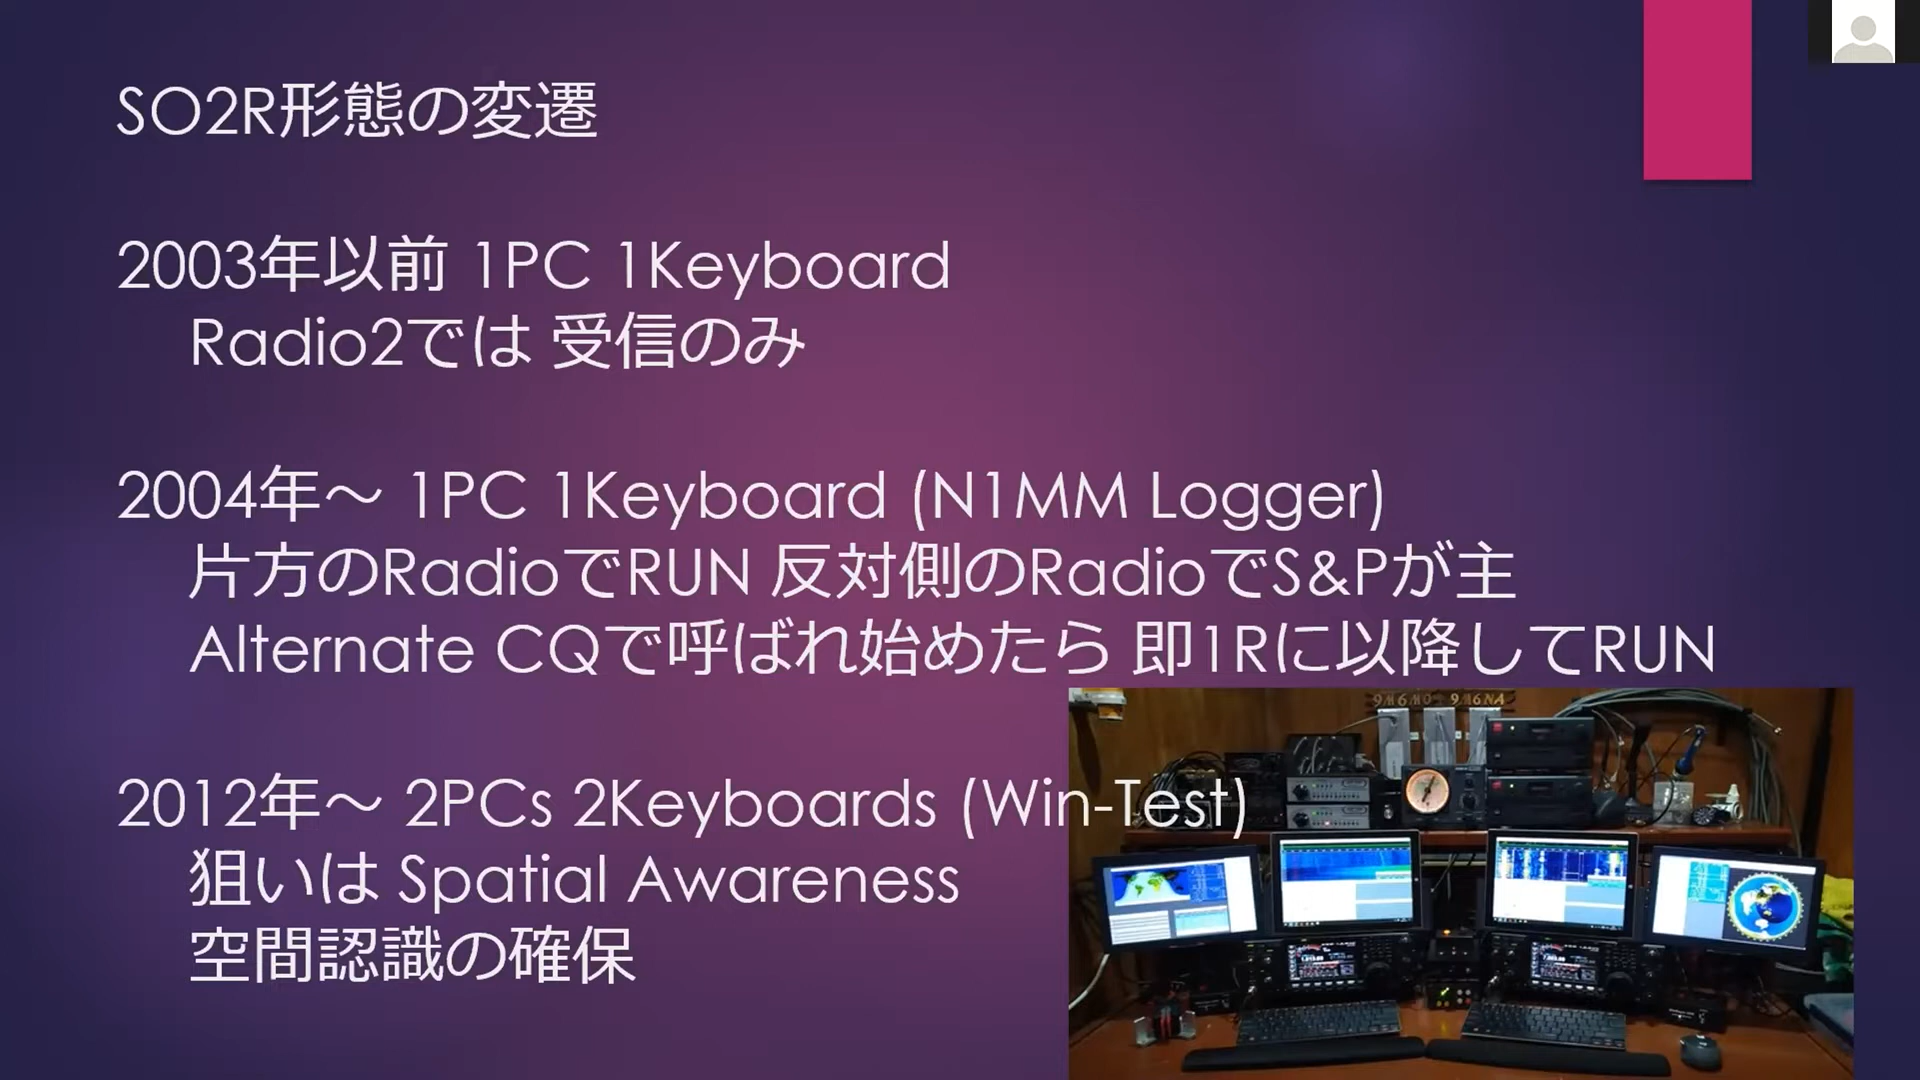 SO2R形態の変遷
2003年以前 1PC 1Keyboard
Radio2では 受信のみ
2004年～ 1PC 1Keyboard (N1MM Logger)
片方のRadioでRUN 反対側のRadioでS&Pが主
Alternate CQで呼ばれ始めたら 即1Rに以降してRUN
9M6MO 9M6NA
2012年～ 2PCs 2Keyboards (Win-Test)
狙いは Spatial Awareness
空間認識の確保